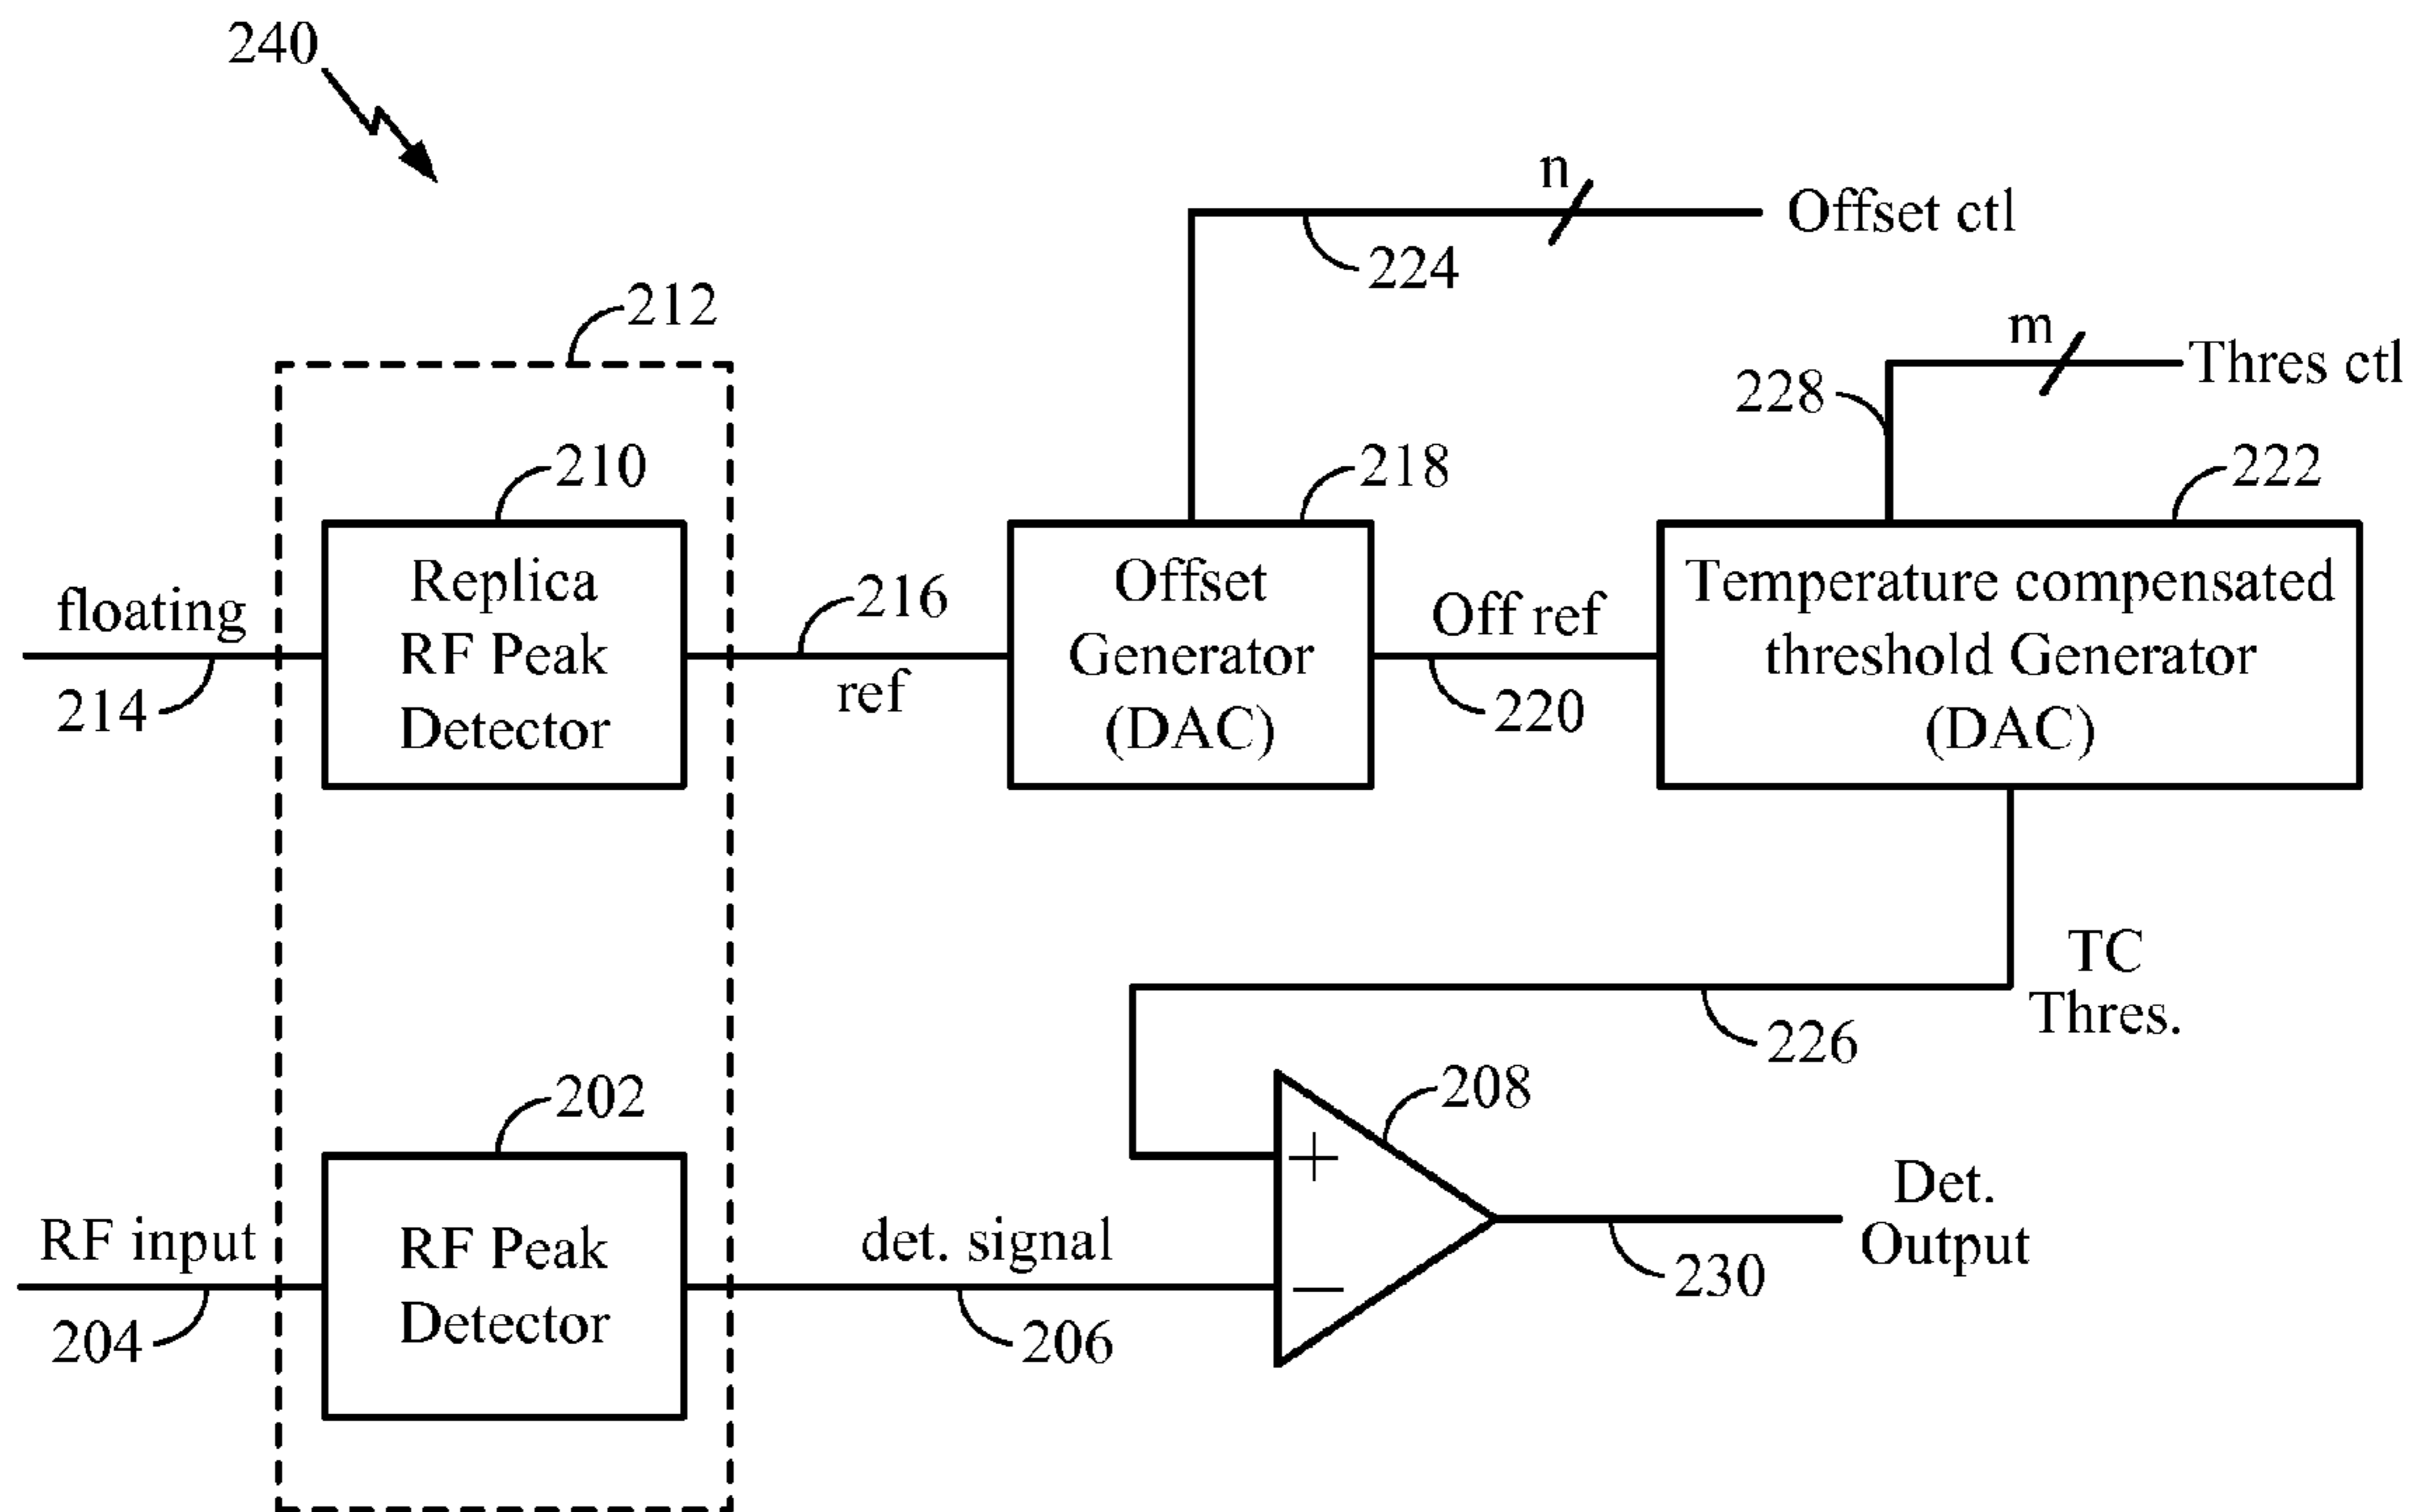 240
n
Offset ctl
224
212
m
Thres ctl
228
210
218
222
floating
214
Replica
RF Peak
Detector
216
ref
Offset
Generator
(DAC)
Off ref
220
Temperature compensated
threshold Generator
(DAC)
TC
Thres.
226
202
208
RF input
204
RF Peak
Detector
det. signal
206
+
−
Det.
Output
230